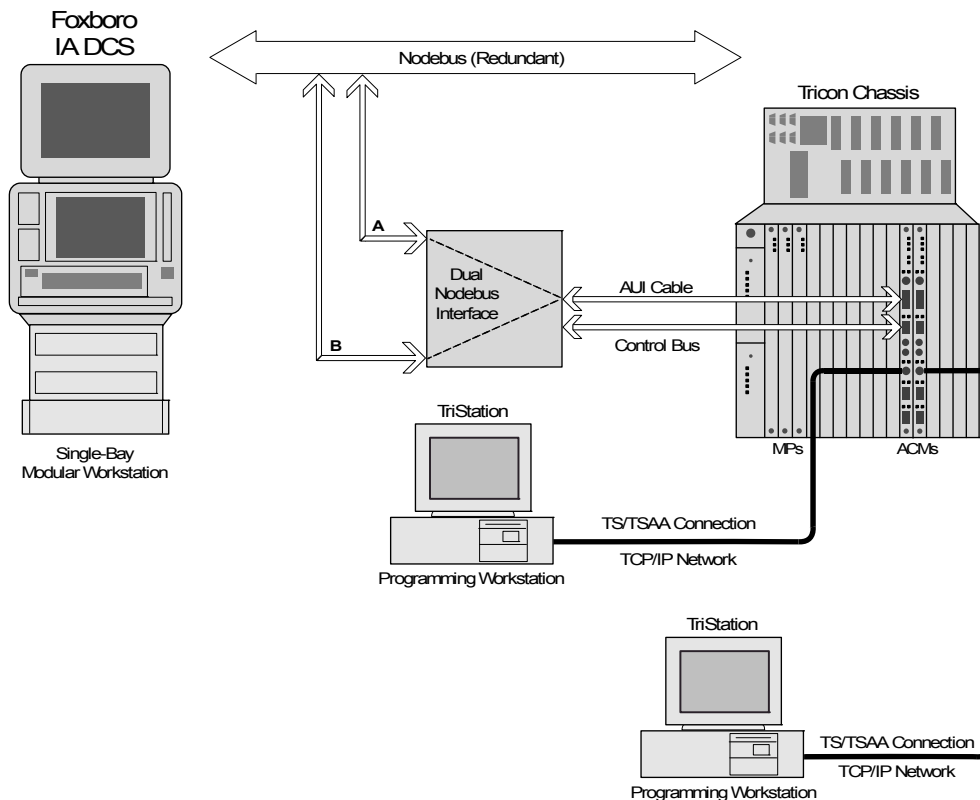 Foxboro
IA DCS
Nodebus (Redundant)
Tricon Chassis
A
Dual
Nodebus
Interface
AUI Cable
B
Control Bus
TriStation
MPs
ACMs
Single-Bay
Modular Workstation
TS/TSAA Connection
TCP/IP Network
Programming Workstation
TriStation
TS/TSAA Connection
TCP/IP Network
Programming Workstation